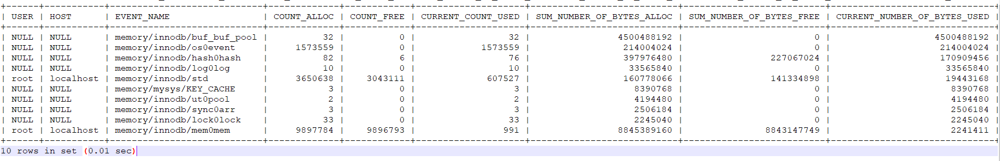 | USER | HOST | EVENT_NAME | COUNT_ALLOC | COUNT_FREE | CURRENT_COUNT_USED | SUM_NUMBER_OF_BYTES_ALLOC | SUM_NUMBER_OF_BYTES_FREE | CURRENT_NUMBER_OF_BYTES_USED |
| NULL | NULL | memory/innodb/buf_buf_pool | 32 | 0 | 32 | 4500488192 | 0 | 4500488192 |
| NULL | NULL | memory/innodb/os0event | 1573559 | 0 | 1573559 | 214004024 | 0 | 214004024 |
| NULL | NULL | memory/innodb/hash0hash | 82 | 6 | 76 | 397976480 | 227067024 | 170909456 |
| NULL | NULL | memory/innodb/log0log | 10 | 0 | 10 | 33565840 | 0 | 33565840 |
| root | localhost | memory/innodb/std | 3650638 | 3043111 | 607527 | 160778066 | 141334898 | 19443168 |
| NULL | NULL | memory/mysys/KEY_CACHE | 3 | 0 | 3 | 8390768 | 0 | 8390768 |
| NULL | NULL | memory/innodb/ut0pool | 2 | 0 | 2 | 4194480 | 0 | 4194480 |
| NULL | NULL | memory/innodb/sync0arr | 3 | 0 | 3 | 2506184 | 0 | 2506184 |
| NULL | NULL | memory/innodb/lock0lock | 33 | 0 | 33 | 2245040 | 0 | 2245040 |
| root | localhost | memory/innodb/mem0mem | 9897784 | 9896793 | 991 | 8845389160 | 8843147749 | 2241411 |
10 rows in set (0.01 sec)